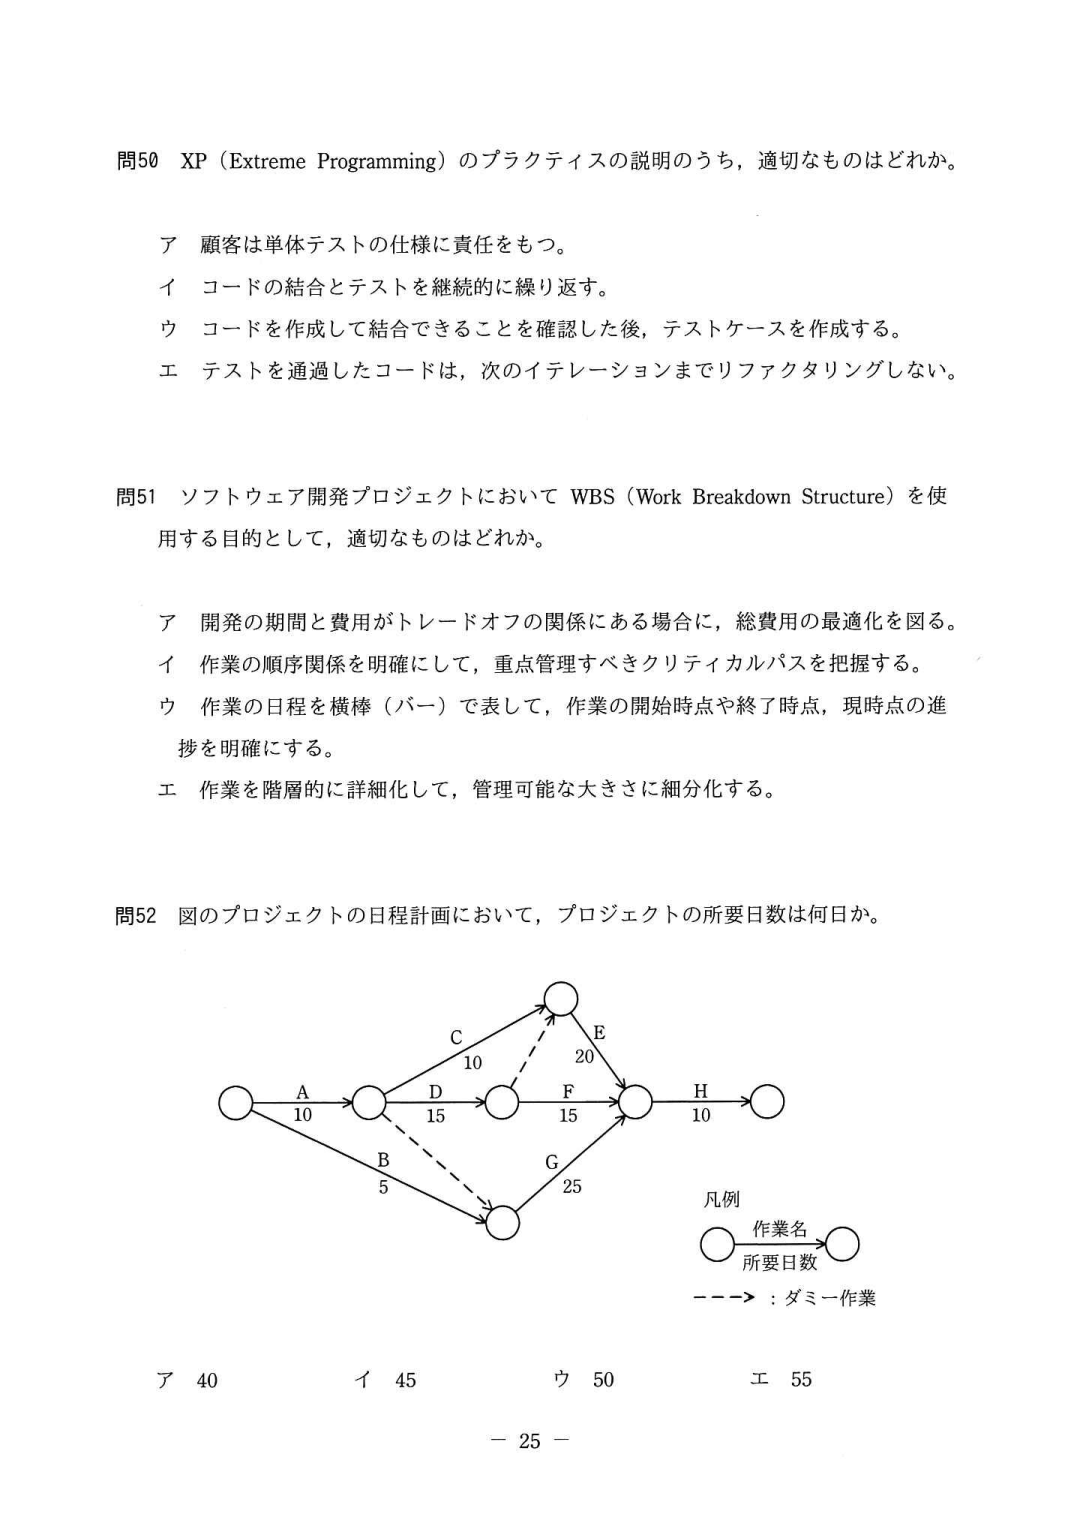 問50 XP（Extreme Programming）のプラクティスの説明のうち，適切なものはどれか。
ア 顧客は単体テストの仕様に責任をもつ。
イ コードの結合とテストを継続的に繰り返す。
ウ コードを作成して結合できることを確認した後，テストケースを作成する。
エ テストを通過したコードは，次のイテレーションまでリファクタリングしない。
問51 ソフトウェア開発プロジェクトにおいて WBS（Work Breakdown Structure）を使
用する目的として，適切なものはどれか。
ア 開発の期間と費用がトレードオフの関係にある場合に，総費用の最適化を図る。
イ 作業の順序関係を明確にして，重点管理すべきクリティカルパスを把握する。
ウ 作業の日程を横棒（バー）で表して，作業の開始時点や終了時点，現時点の進
捗を明確にする。
エ 作業を階層的に詳細化して，管理可能な大きさに細分化する。
問52 図のプロジェクトの日程計画において，プロジェクトの所要日数は何日か。
C
10
E
20
A
10
D
15
F
15
H
10
B
5
G
25
凡例
作業名
所要日数
：ダミー作業
ア 40 イ 45 ウ 50 エ 55
－ 25 －